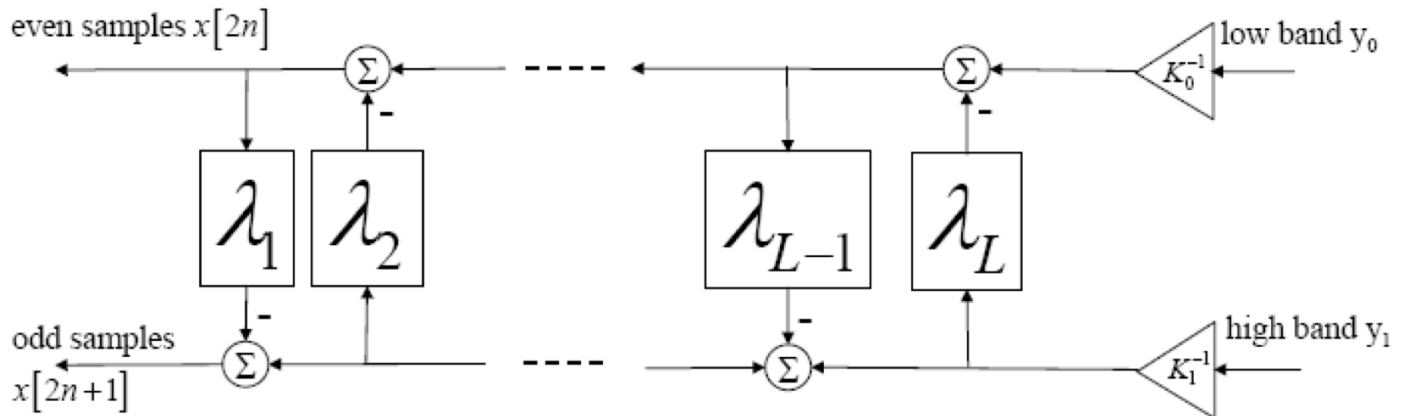 even samples x[2n]
Σ
Σ
K₀⁻¹
low band y₀
-
-
λ₁
λ₂
λ_{L-1}
λ_L
-
-
odd samples
x[2n+1]
Σ
Σ
K₁⁻¹
high band y₁